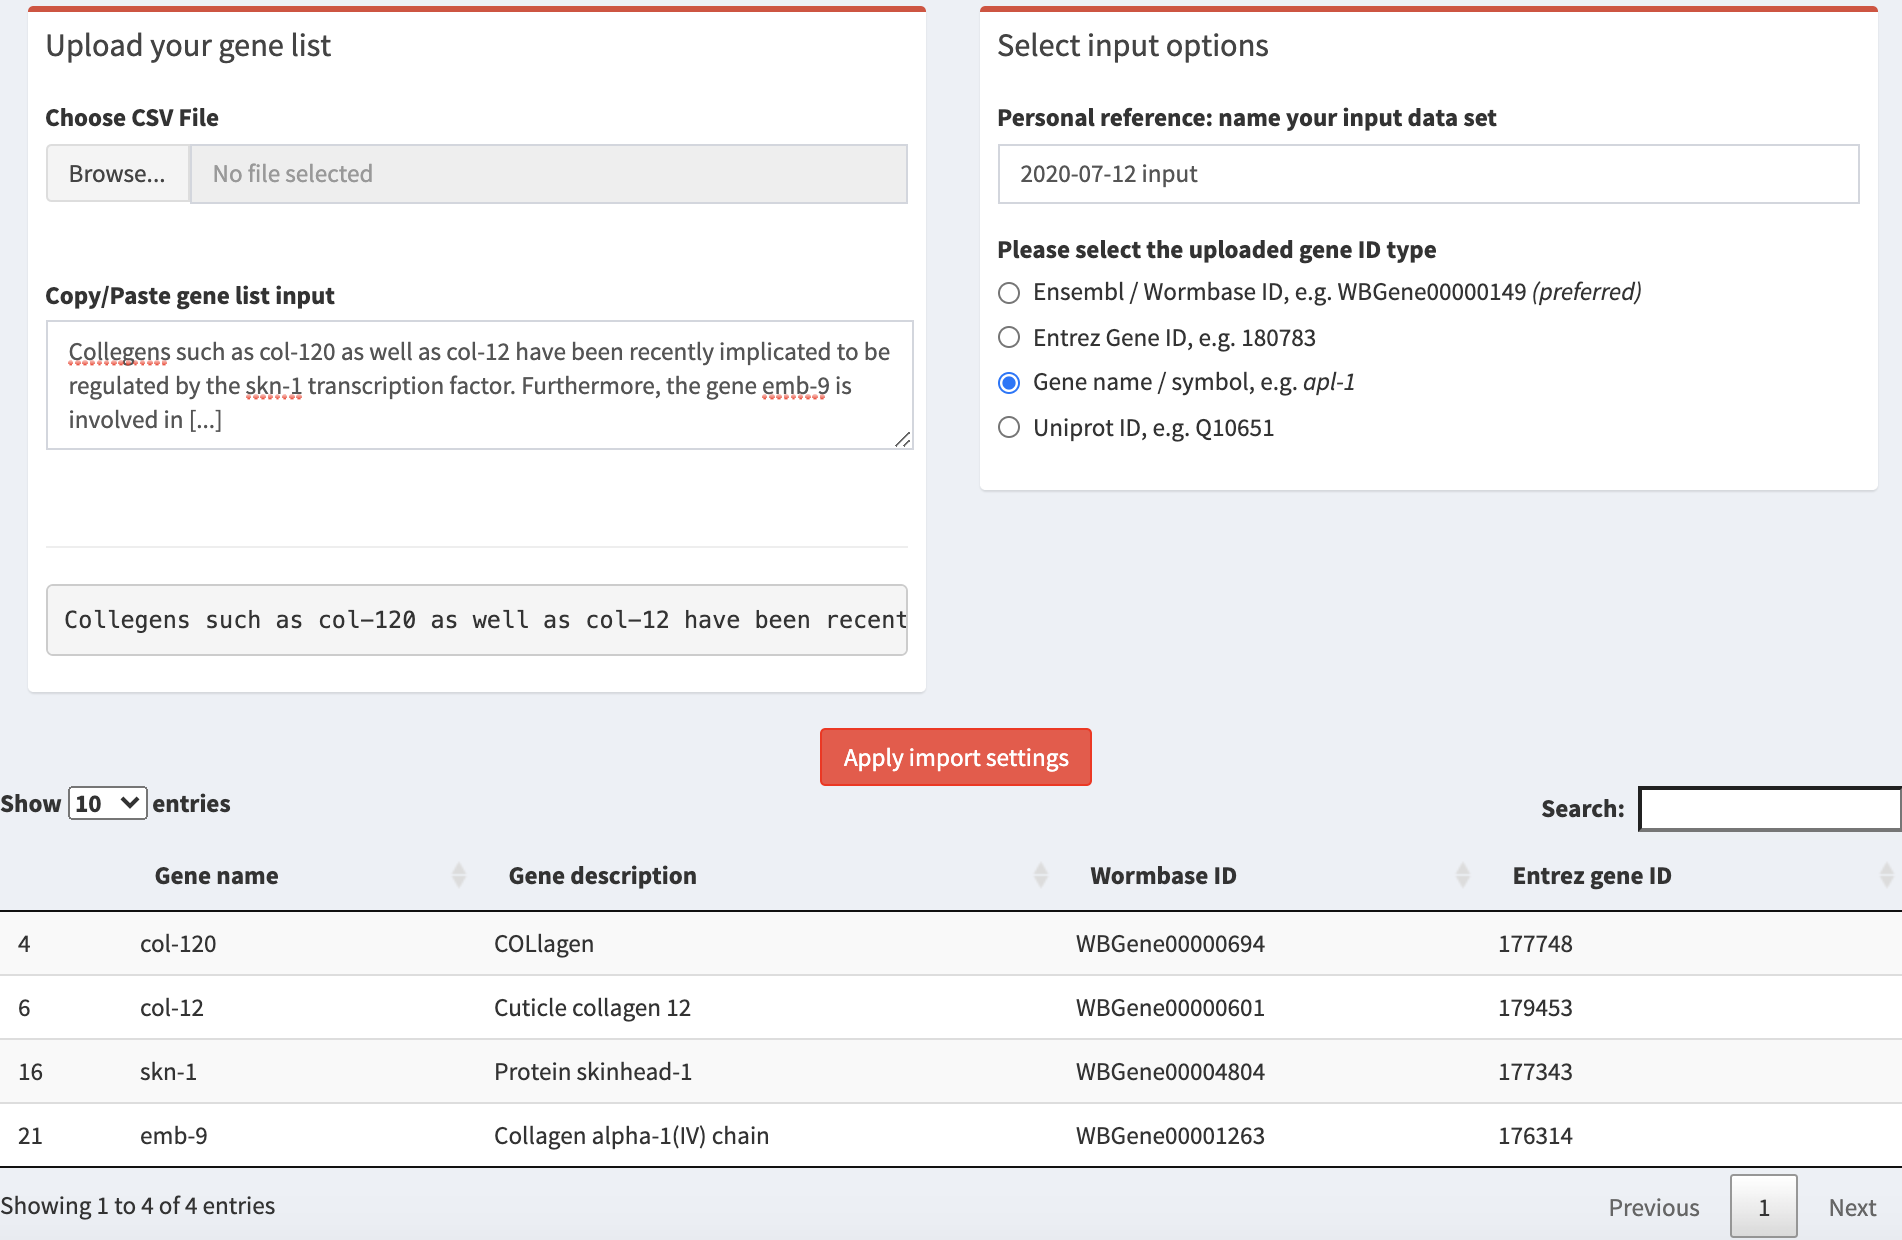 Upload your gene list
Choose CSV File
Browse... No file selected
Copy/Paste gene list input
Collegens such as col-120 as well as col-12 have been recently implicated to be
regulated by the skn-1 transcription factor. Furthermore, the gene emb-9 is
involved in [...]
Collegens such as col-120 as well as col-12 have been recent
Select input options
Personal reference: name your input data set
2020-07-12 input
Please select the uploaded gene ID type
Ensembl / Wormbase ID, e.g. WBGene00000149 (preferred)
Entrez Gene ID, e.g. 180783
Gene name / symbol, e.g. apl-1
Uniprot ID, e.g. Q10651
Apply import settings
Show 10 entries
Search:
Gene name Gene description Wormbase ID Entrez gene ID
4 col-120 COLlagen WBGene00000694 177748
6 col-12 Cuticle collagen 12 WBGene00000601 179453
16 skn-1 Protein skinhead-1 WBGene00004804 177343
21 emb-9 Collagen alpha-1(IV) chain WBGene00001263 176314
Showing 1 to 4 of 4 entries
Previous 1 Next